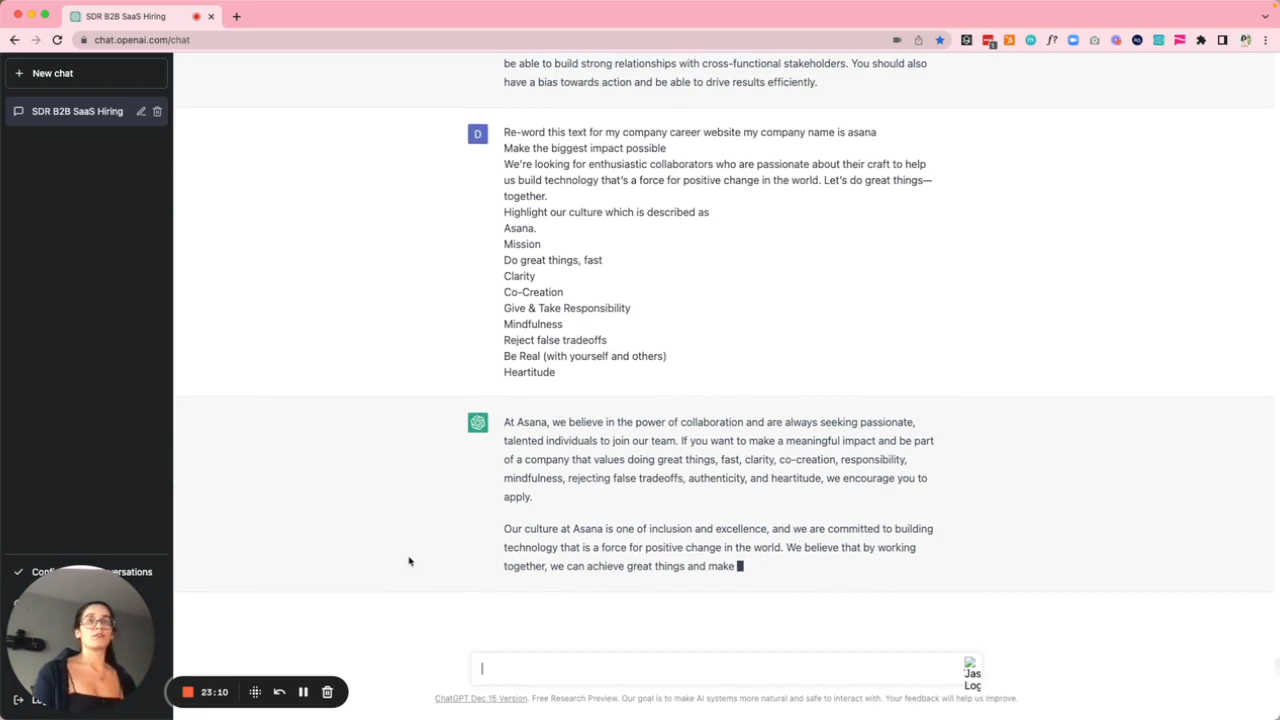 SDR B2B SaaS Hiring
chat.openai.com/chat
New chat
SDR B2B SaaS Hiring
be able to build strong relationships with cross-functional stakeholders. You should also
have a bias towards action and be able to drive results efficiently.
D
Re-word this text for my company career website my company name is asana
Make the biggest impact possible
We're looking for enthusiastic collaborators who are passionate about their craft to help
us build technology that's a force for positive change in the world. Let's do great things—
together.
Highlight our culture which is described as
Asana.
Mission
Do great things, fast
Clarity
Co-Creation
Give & Take Responsibility
Mindfulness
Reject false tradeoffs
Be Real (with yourself and others)
Heartitude
At Asana, we believe in the power of collaboration and are always seeking passionate,
talented individuals to join our team. If you want to make a meaningful impact and be part
of a company that values doing great things, fast, clarity, co-creation, responsibility,
mindfulness, rejecting false tradeoffs, authenticity, and heartitude, we encourage you to
apply.
Our culture at Asana is one of inclusion and excellence, and we are committed to building
technology that is a force for positive change in the world. We believe that by working
together, we can achieve great things and make
23:10
ChatGPT Dec 15 Version. Free Research Preview. Our goal is to make AI systems more natural and safe to interact with. Your feedback will help us improve.